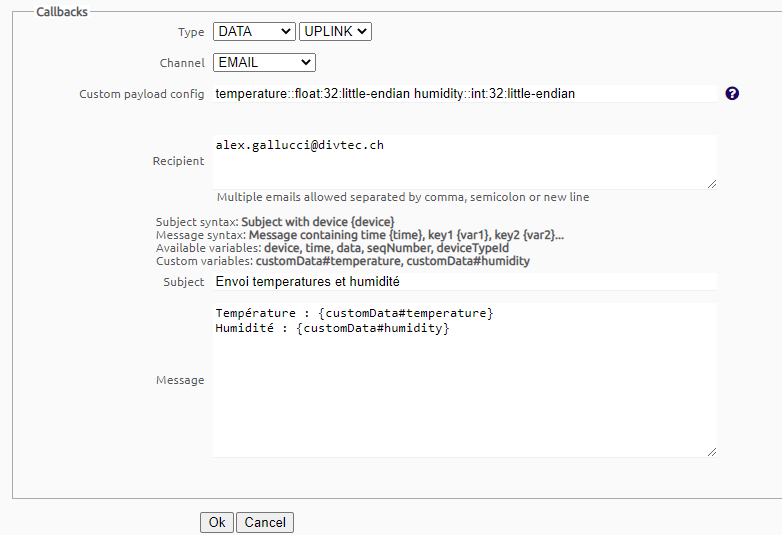 Callbacks
Type DATA UPLINK
Channel EMAIL
Custom payload config temperature::float:32:little-endian humidity::int:32:little-endian ?
Recipient alex.gallucci@divtec.ch
Multiple emails allowed separated by comma, semicolon or new line
Subject syntax: Subject with device {device}
Message syntax: Message containing time {time}, key1 {var1}, key2 {var2}...
Available variables: device, time, data, seqNumber, deviceTypeId
Custom variables: customData#temperature, customData#humidity
Subject Envoi temperatures et humidité
Température : {customData#temperature}
Humidité : {customData#humidity}
Message
Ok Cancel